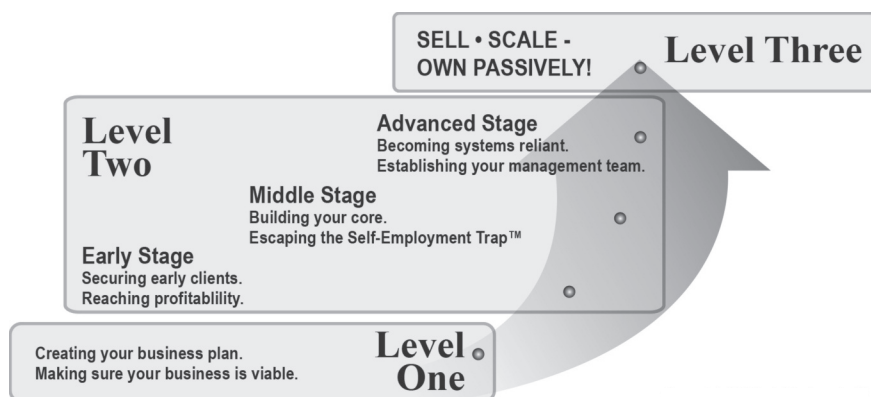 SELL • SCALE -
OWN PASSIVELY!
Level Three
Level
Two
Advanced Stage
Becoming systems reliant.
Establishing your management team.
Middle Stage
Building your core.
Escaping the Self-Employment Trap™
Early Stage
Securing early clients.
Reaching profitablility.
Creating your business plan.
Making sure your business is viable.
Level
One